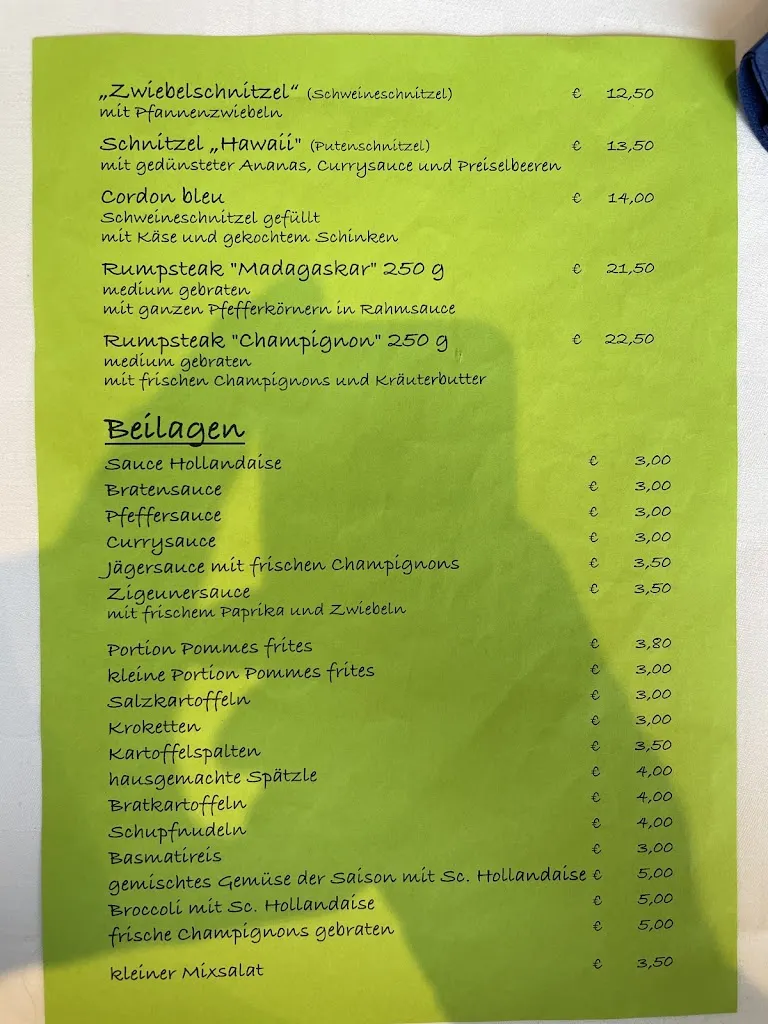 „Zwiebelschnitzel“ (Schweineschnitzel) € 12,50
mit Pfannenzwiebeln
Schnitzel „Hawaii" (Putenschnitzel) € 13,50
mit gedünsteter Ananas, Currysauce und Preiselbeeren
Cordon bleu € 14,00
Schweineschnitzel gefüllt
mit Käse und gekochtem Schinken
Rumpsteak "Madagaskar" 250 g € 21,50
medium gebraten
mit ganzen Pfefferkörnern in Rahmsauce
Rumpsteak "Champignon" 250 g € 22,50
medium gebraten
mit frischen Champignons und Kräuterbutter
Beilagen
Sauce Hollandaise € 3,00
Bratensauce € 3,00
Pfeffersauce € 3,00
Currysauce € 3,00
Jägersauce mit frischen Champignons € 3,50
Zigeunersauce € 3,50
mit frischem Paprika und Zwiebeln
Portion Pommes frites € 3,80
kleine Portion Pommes frites € 3,00
Salzkartoffeln € 3,00
Kroketten € 3,00
Kartoffelspalten € 3,50
hausgemachte Spätzle € 4,00
Bratkartoffeln € 4,00
Schupfnudeln € 4,00
Basmatireis € 3,00
gemischtes Gemüse der Saison mit Sc. Hollandaise € 5,00
Broccoli mit Sc. Hollandaise € 5,00
frische Champignons gebraten € 5,00
kleiner Mixsalat € 3,50